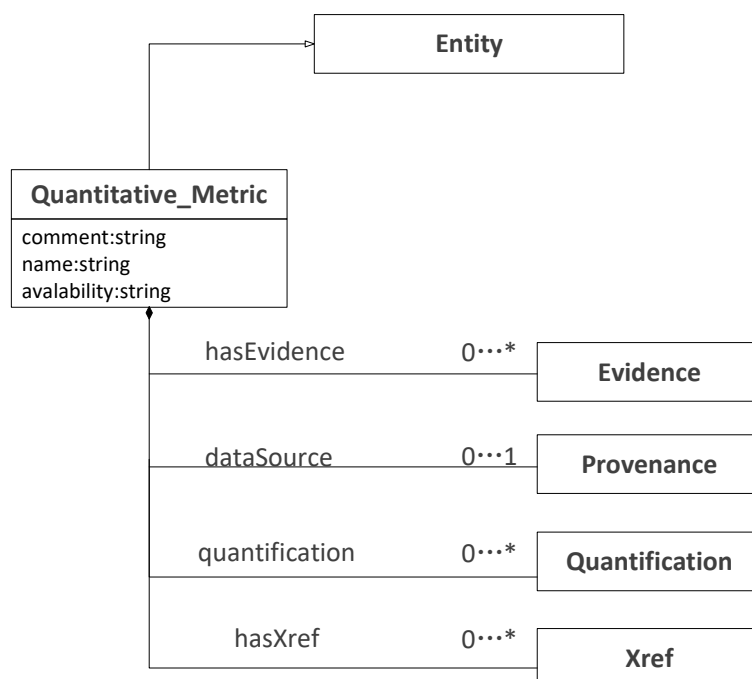 Entity
Quantitative_Metric
comment:string
name:string
avalability:string
hasEvidence 0···*
Evidence
dataSource 0···1
Provenance
quantification 0···*
Quantification
hasXref 0···*
Xref